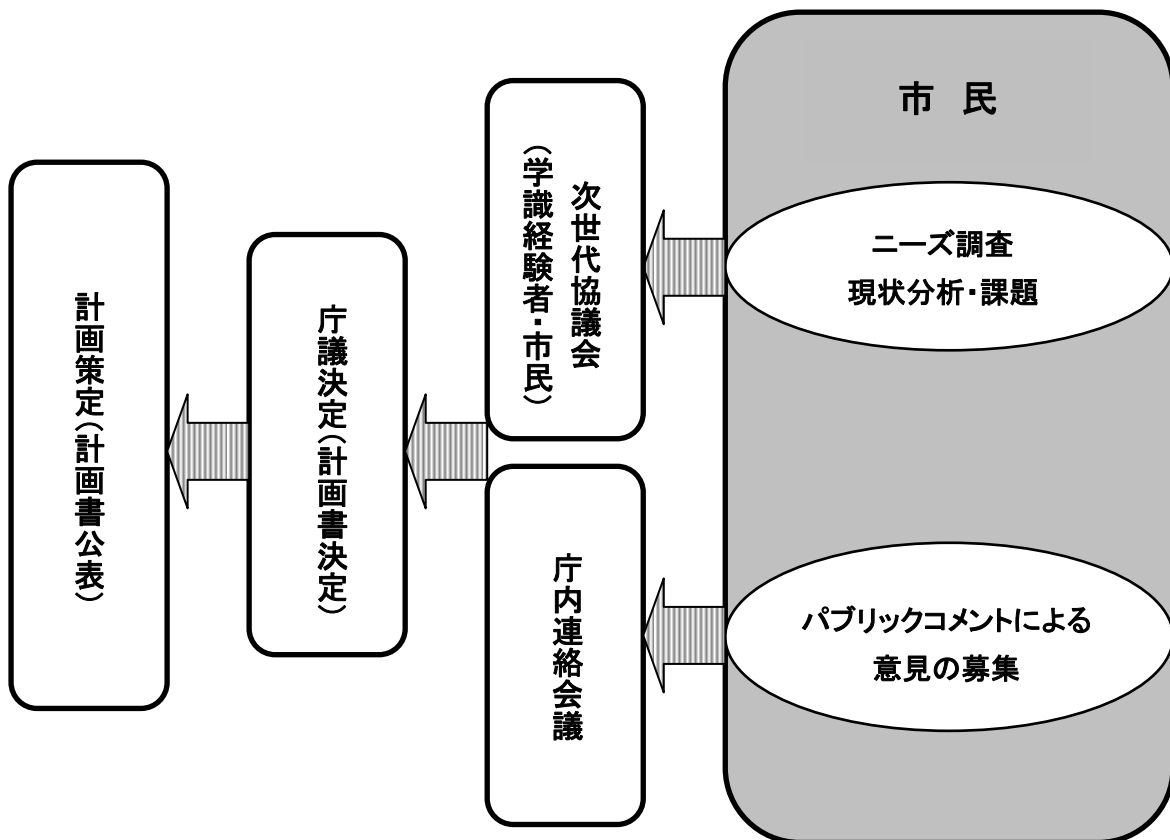 市　民
ニーズ調査
現状分析・課題
パブリックコメントによる
意見の募集
次世代協議会
（学識経験者・市民）
庁内連絡会議
庁議決定（計画書決定）
計画策定（計画書公表）